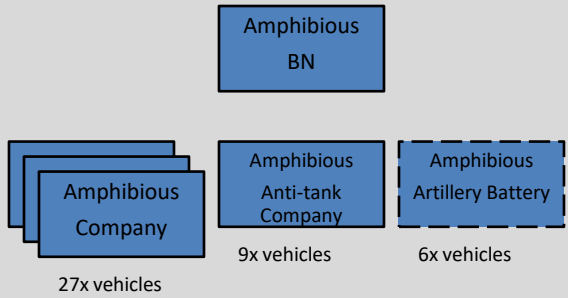 Amphibious
BN
Amphibious
Company
27x vehicles
Amphibious
Anti-tank
Company
9x vehicles
Amphibious
Artillery Battery
6x vehicles